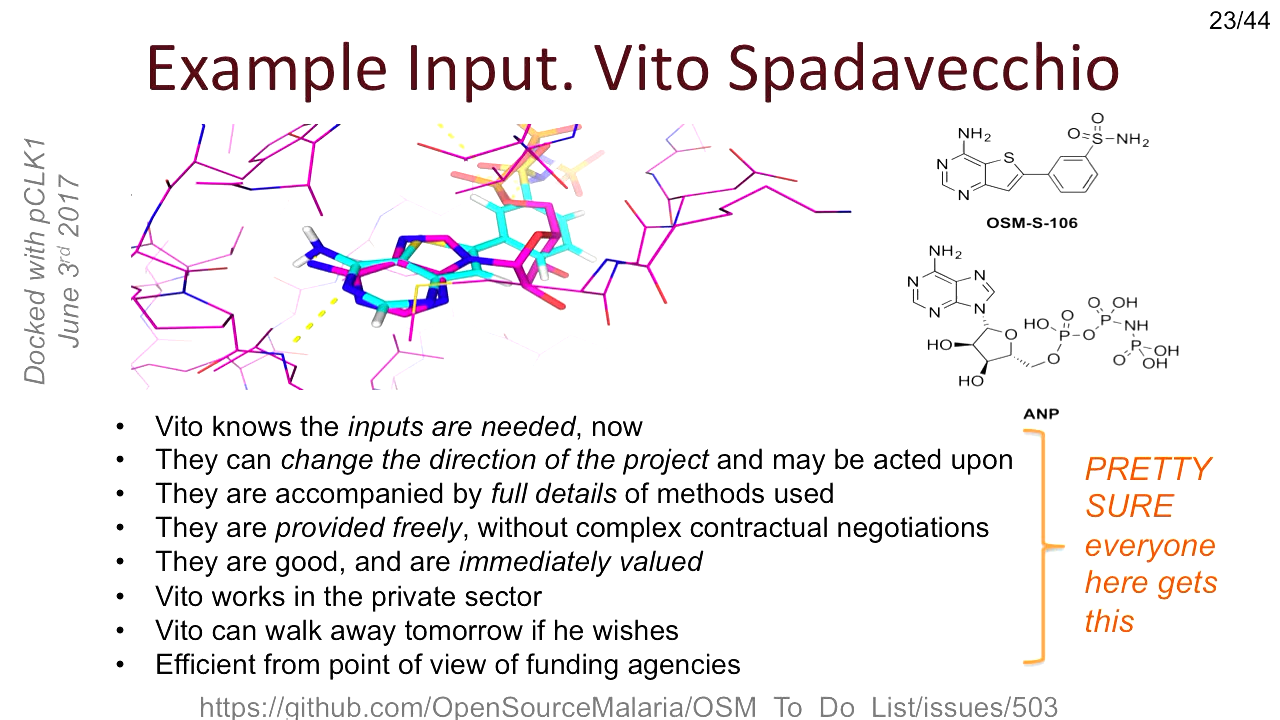 23/44
Example Input. Vito Spadavecchio
Docked with pCLK1
June 3rd 2017
NH2
N
N
S
O
O
S
NH2
OSM-S-106
NH2
N
N
N
N
O
HO
HO
O
HO
P
O
O
O
P
OH
NH
P
O
OH
OH
ANP
• Vito knows the inputs are needed, now
• They can change the direction of the project and may be acted upon
• They are accompanied by full details of methods used
• They are provided freely, without complex contractual negotiations
• They are good, and are immediately valued
• Vito works in the private sector
• Vito can walk away tomorrow if he wishes
• Efficient from point of view of funding agencies
PRETTY
SURE
everyone
here gets
this
https://github.com/OpenSourceMalaria/OSM_To_Do_List/issues/503